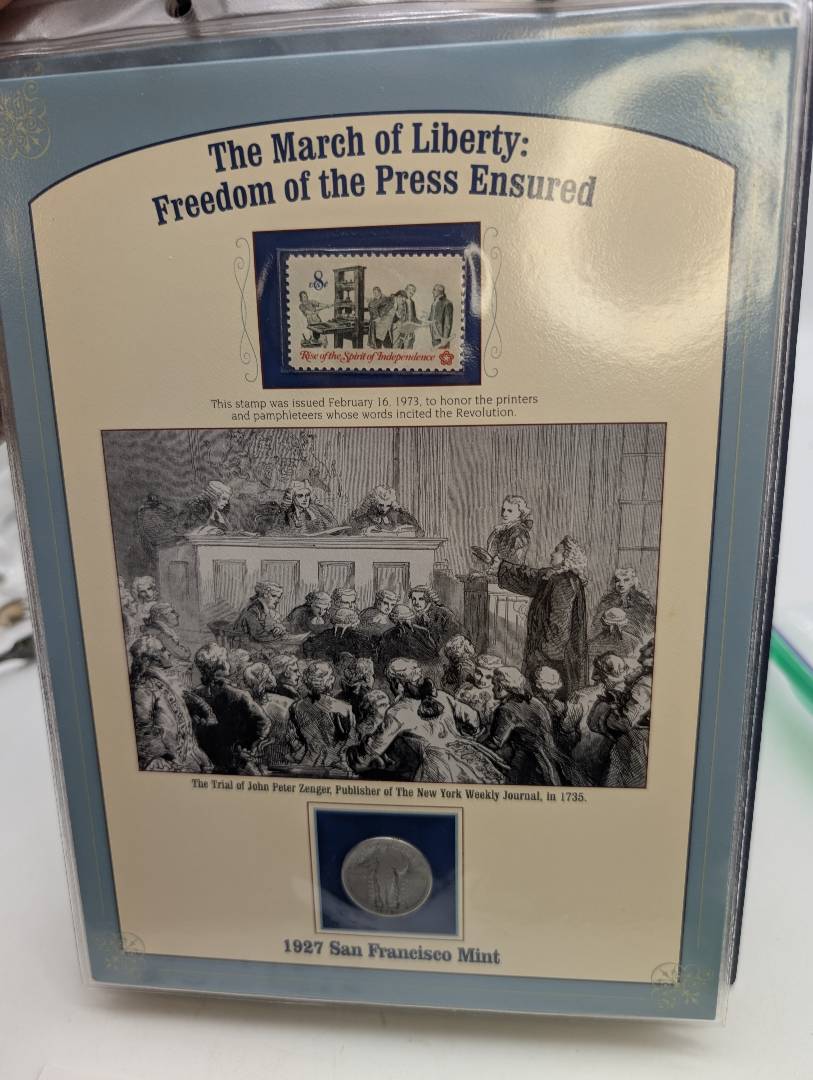 The March of Liberty:
Freedom of the Press Ensured
8c
Rise of the Spirit of Independence
This stamp was issued February 16, 1973, to honor the printers
and pamphleteers whose words incited the Revolution.
The Trial of John Peter Zenger, Publisher of The New York Weekly Journal, in 1735.
1927 San Francisco Mint